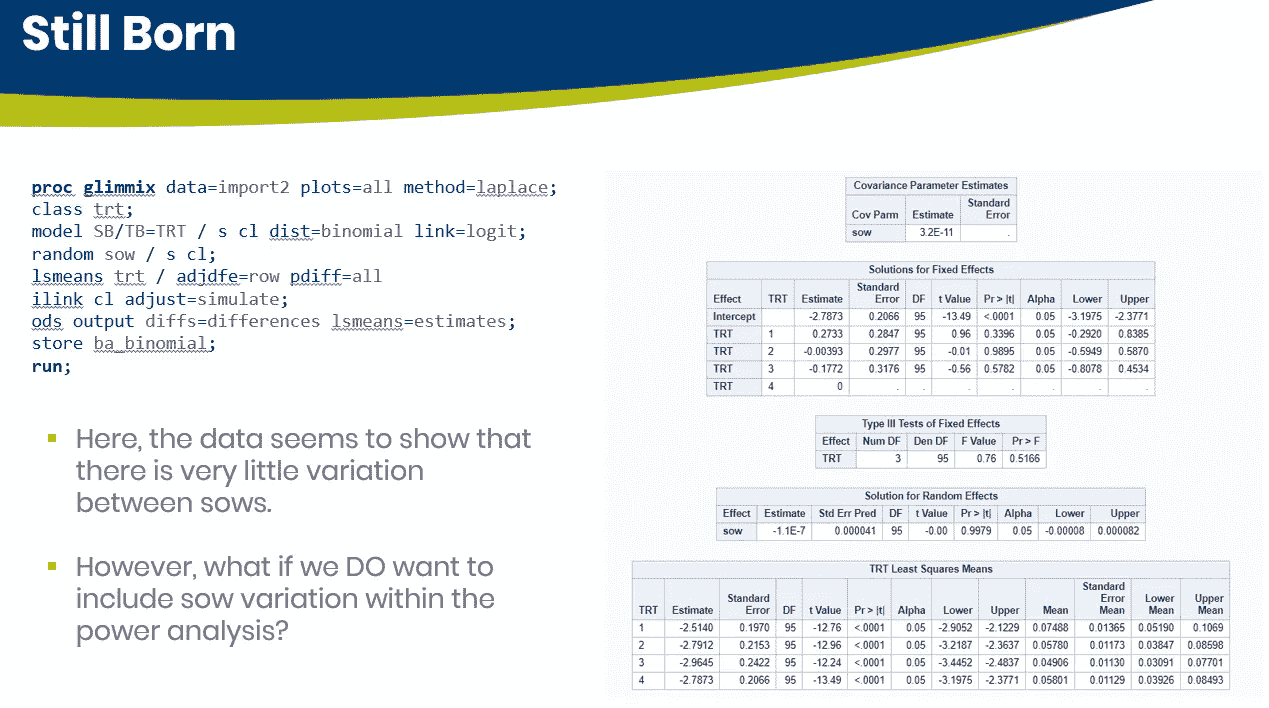 Still Born
proc glimmix data=import2 plots=all method=laplace;
class trt;
model SB/TB=TRT / s cl dist=binomial link=logit;
random sow / s cl;
lsmeans trt / adjdfe=row pdiff=all
ilink cl adjust=simulate;
ods output diffs=differences lsmeans=estimates;
store ba_binomial;
run;
Here, the data seems to show that
there is very little variation
between sows.
However, what if we DO want to
include sow variation within the
power analysis?
Covariance Parameter Estimates
Cov Parm Estimate Standard Error
sow 3.2E-11 .
Solutions for Fixed Effects
Effect TRT Estimate Standard Error DF t Value Pr > |t| Alpha Lower Upper
Intercept -2.7873 0.2066 95 -13.49 <.0001 0.05 -3.1975 -2.3771
TRT 1 0.2733 0.2847 95 0.96 0.3396 0.05 -0.2920 0.8385
TRT 2 -0.00393 0.2977 95 -0.01 0.9895 0.05 -0.5949 0.5870
TRT 3 -0.1772 0.3176 95 -0.56 0.5782 0.05 -0.8078 0.4534
TRT 4 0 . . . . . . .
Type III Tests of Fixed Effects
Effect Num DF Den DF F Value Pr > F
TRT 3 95 0.76 0.5166
Solution for Random Effects
Effect Estimate Std Err Pred DF t Value Pr > |t| Alpha Lower Upper
sow -1.1E-7 0.000041 95 -0.00 0.9979 0.05 -0.00008 0.000082
TRT Least Squares Means
TRT Estimate Standard Error DF t Value Pr > |t| Alpha Lower Upper Mean Standard Error Mean Lower Mean Upper Mean
1 -2.5140 0.1970 95 -12.76 <.0001 0.05 -2.9052 -2.1229 0.07488 0.01365 0.05190 0.1069
2 -2.7912 0.2153 95 -12.96 <.0001 0.05 -3.2187 -2.3637 0.05780 0.01173 0.03847 0.08598
3 -2.9645 0.2422 95 -12.24 <.0001 0.05 -3.4452 -2.4837 0.04906 0.01130 0.03091 0.07701
4 -2.7873 0.2066 95 -13.49 <.0001 0.05 -3.1975 -2.3771 0.05801 0.01129 0.03926 0.08493